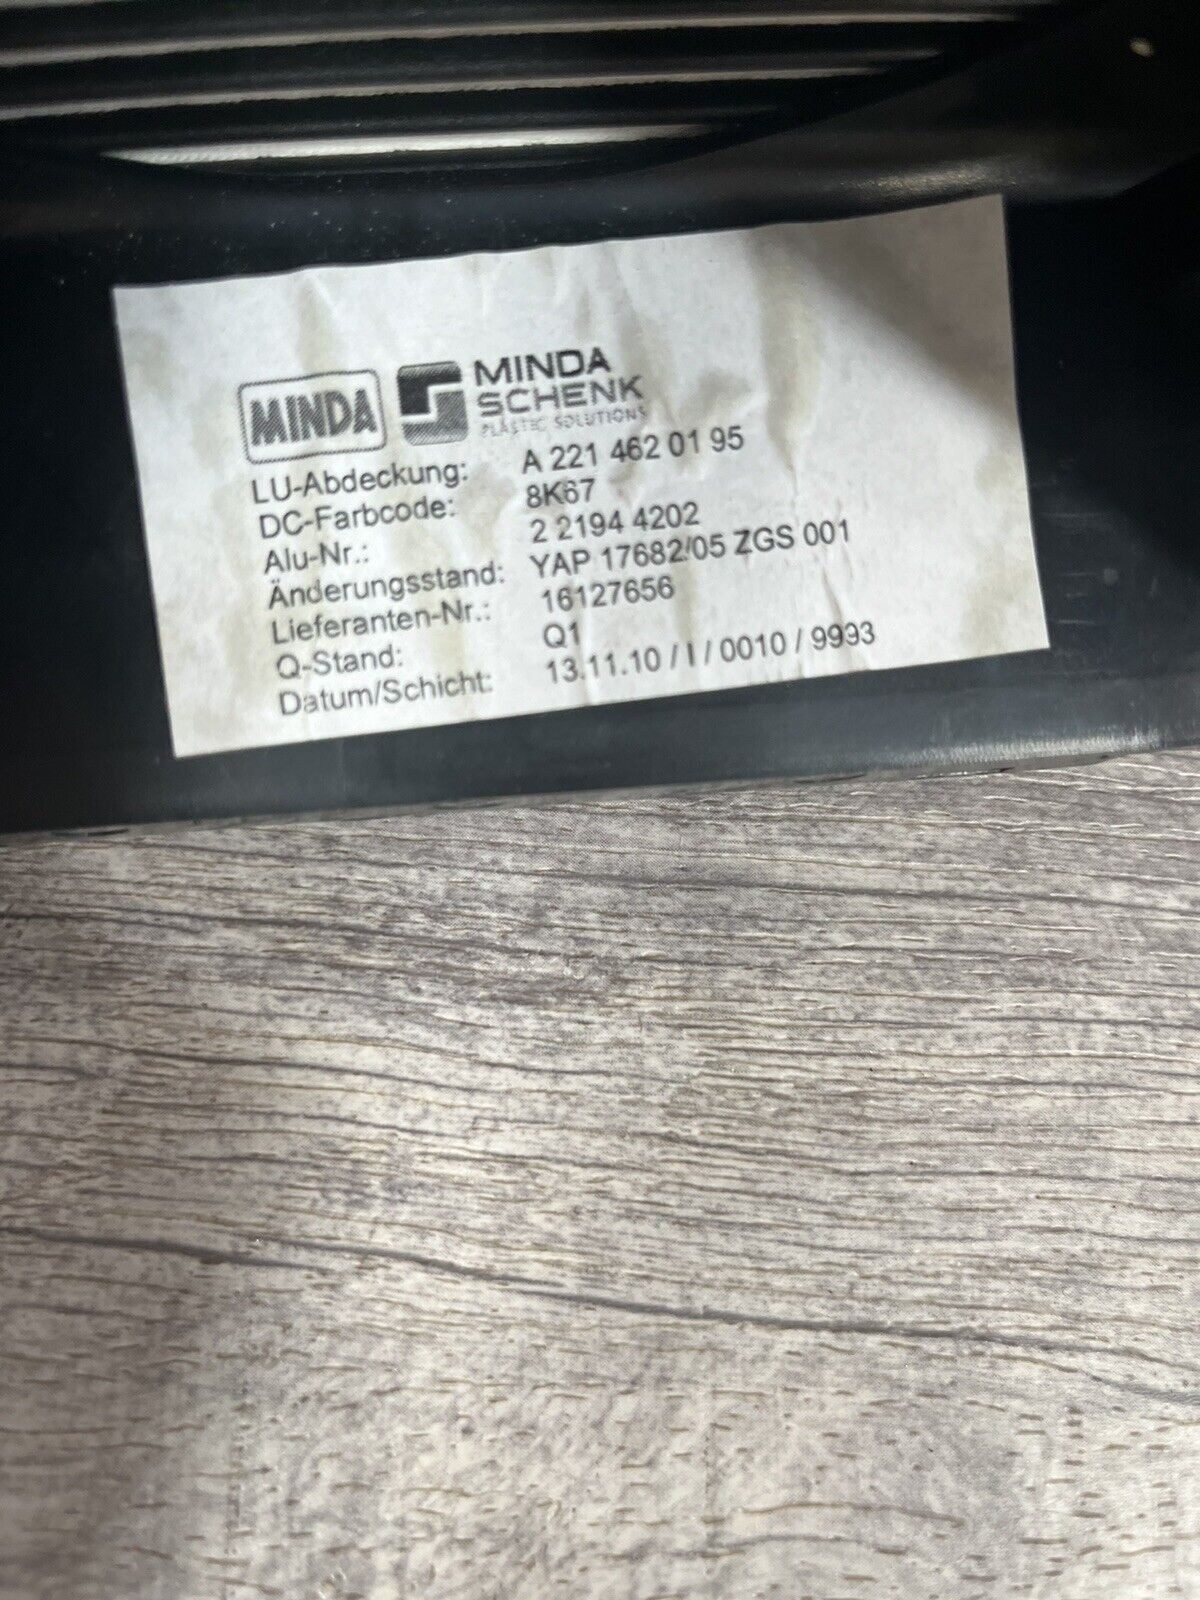 MINDA MINDA
SCHENK
PLASTIC SOLUTIONS
LU-Abdeckung: A 221 462 01 95
DC-Farbcode: 8K67
Alu-Nr.: 2 2194 4202
Änderungsstand: YAP 17682/05 ZGS 001
Lieferanten-Nr.: 16127656
Q-Stand: Q1
Datum/Schicht: 13.11.10 / I / 0010 / 9993